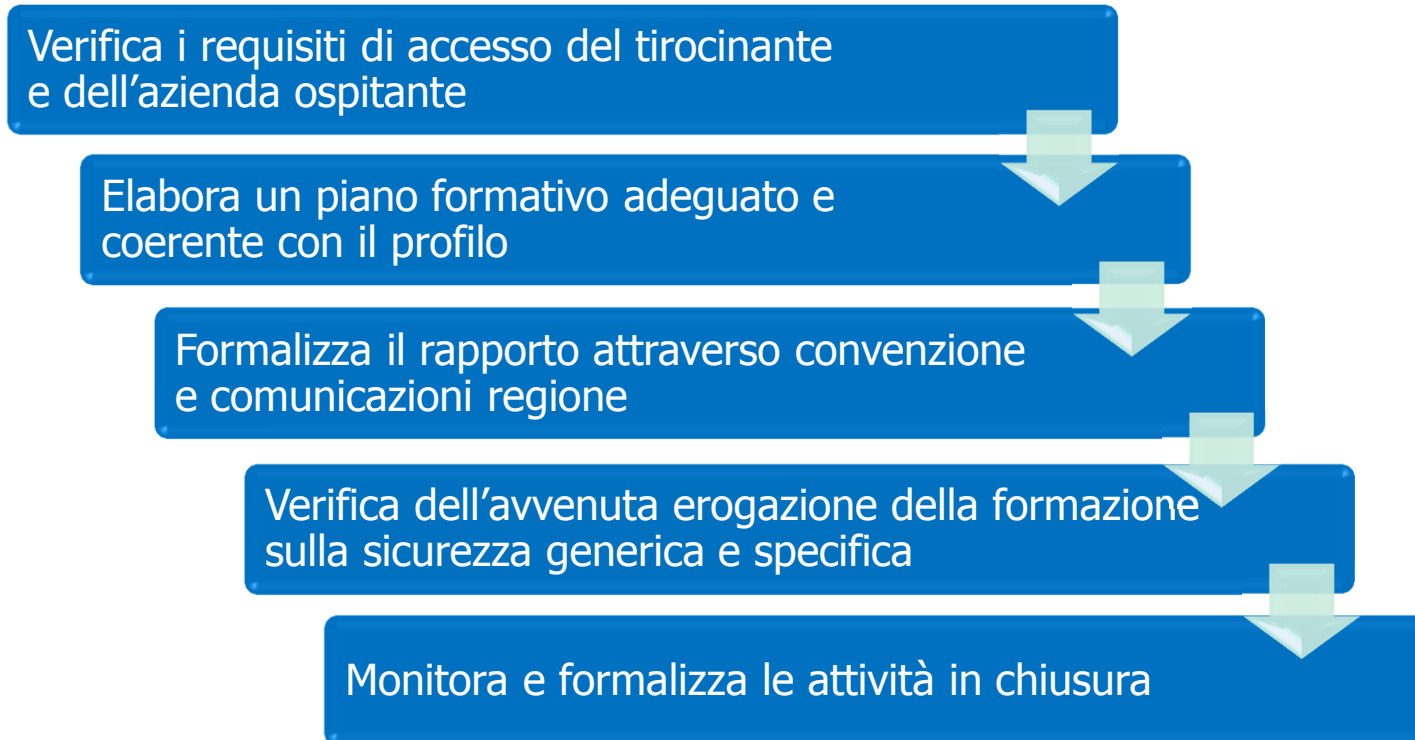 Verifica i requisiti di accesso del tirocinante
e dell’azienda ospitante
Elabora un piano formativo adeguato e
coerente con il profilo
Formalizza il rapporto attraverso convenzione
e comunicazioni regione
Verifica dell’avvenuta erogazione della formazione
sulla sicurezza generica e specifica
Monitora e formalizza le attività in chiusura